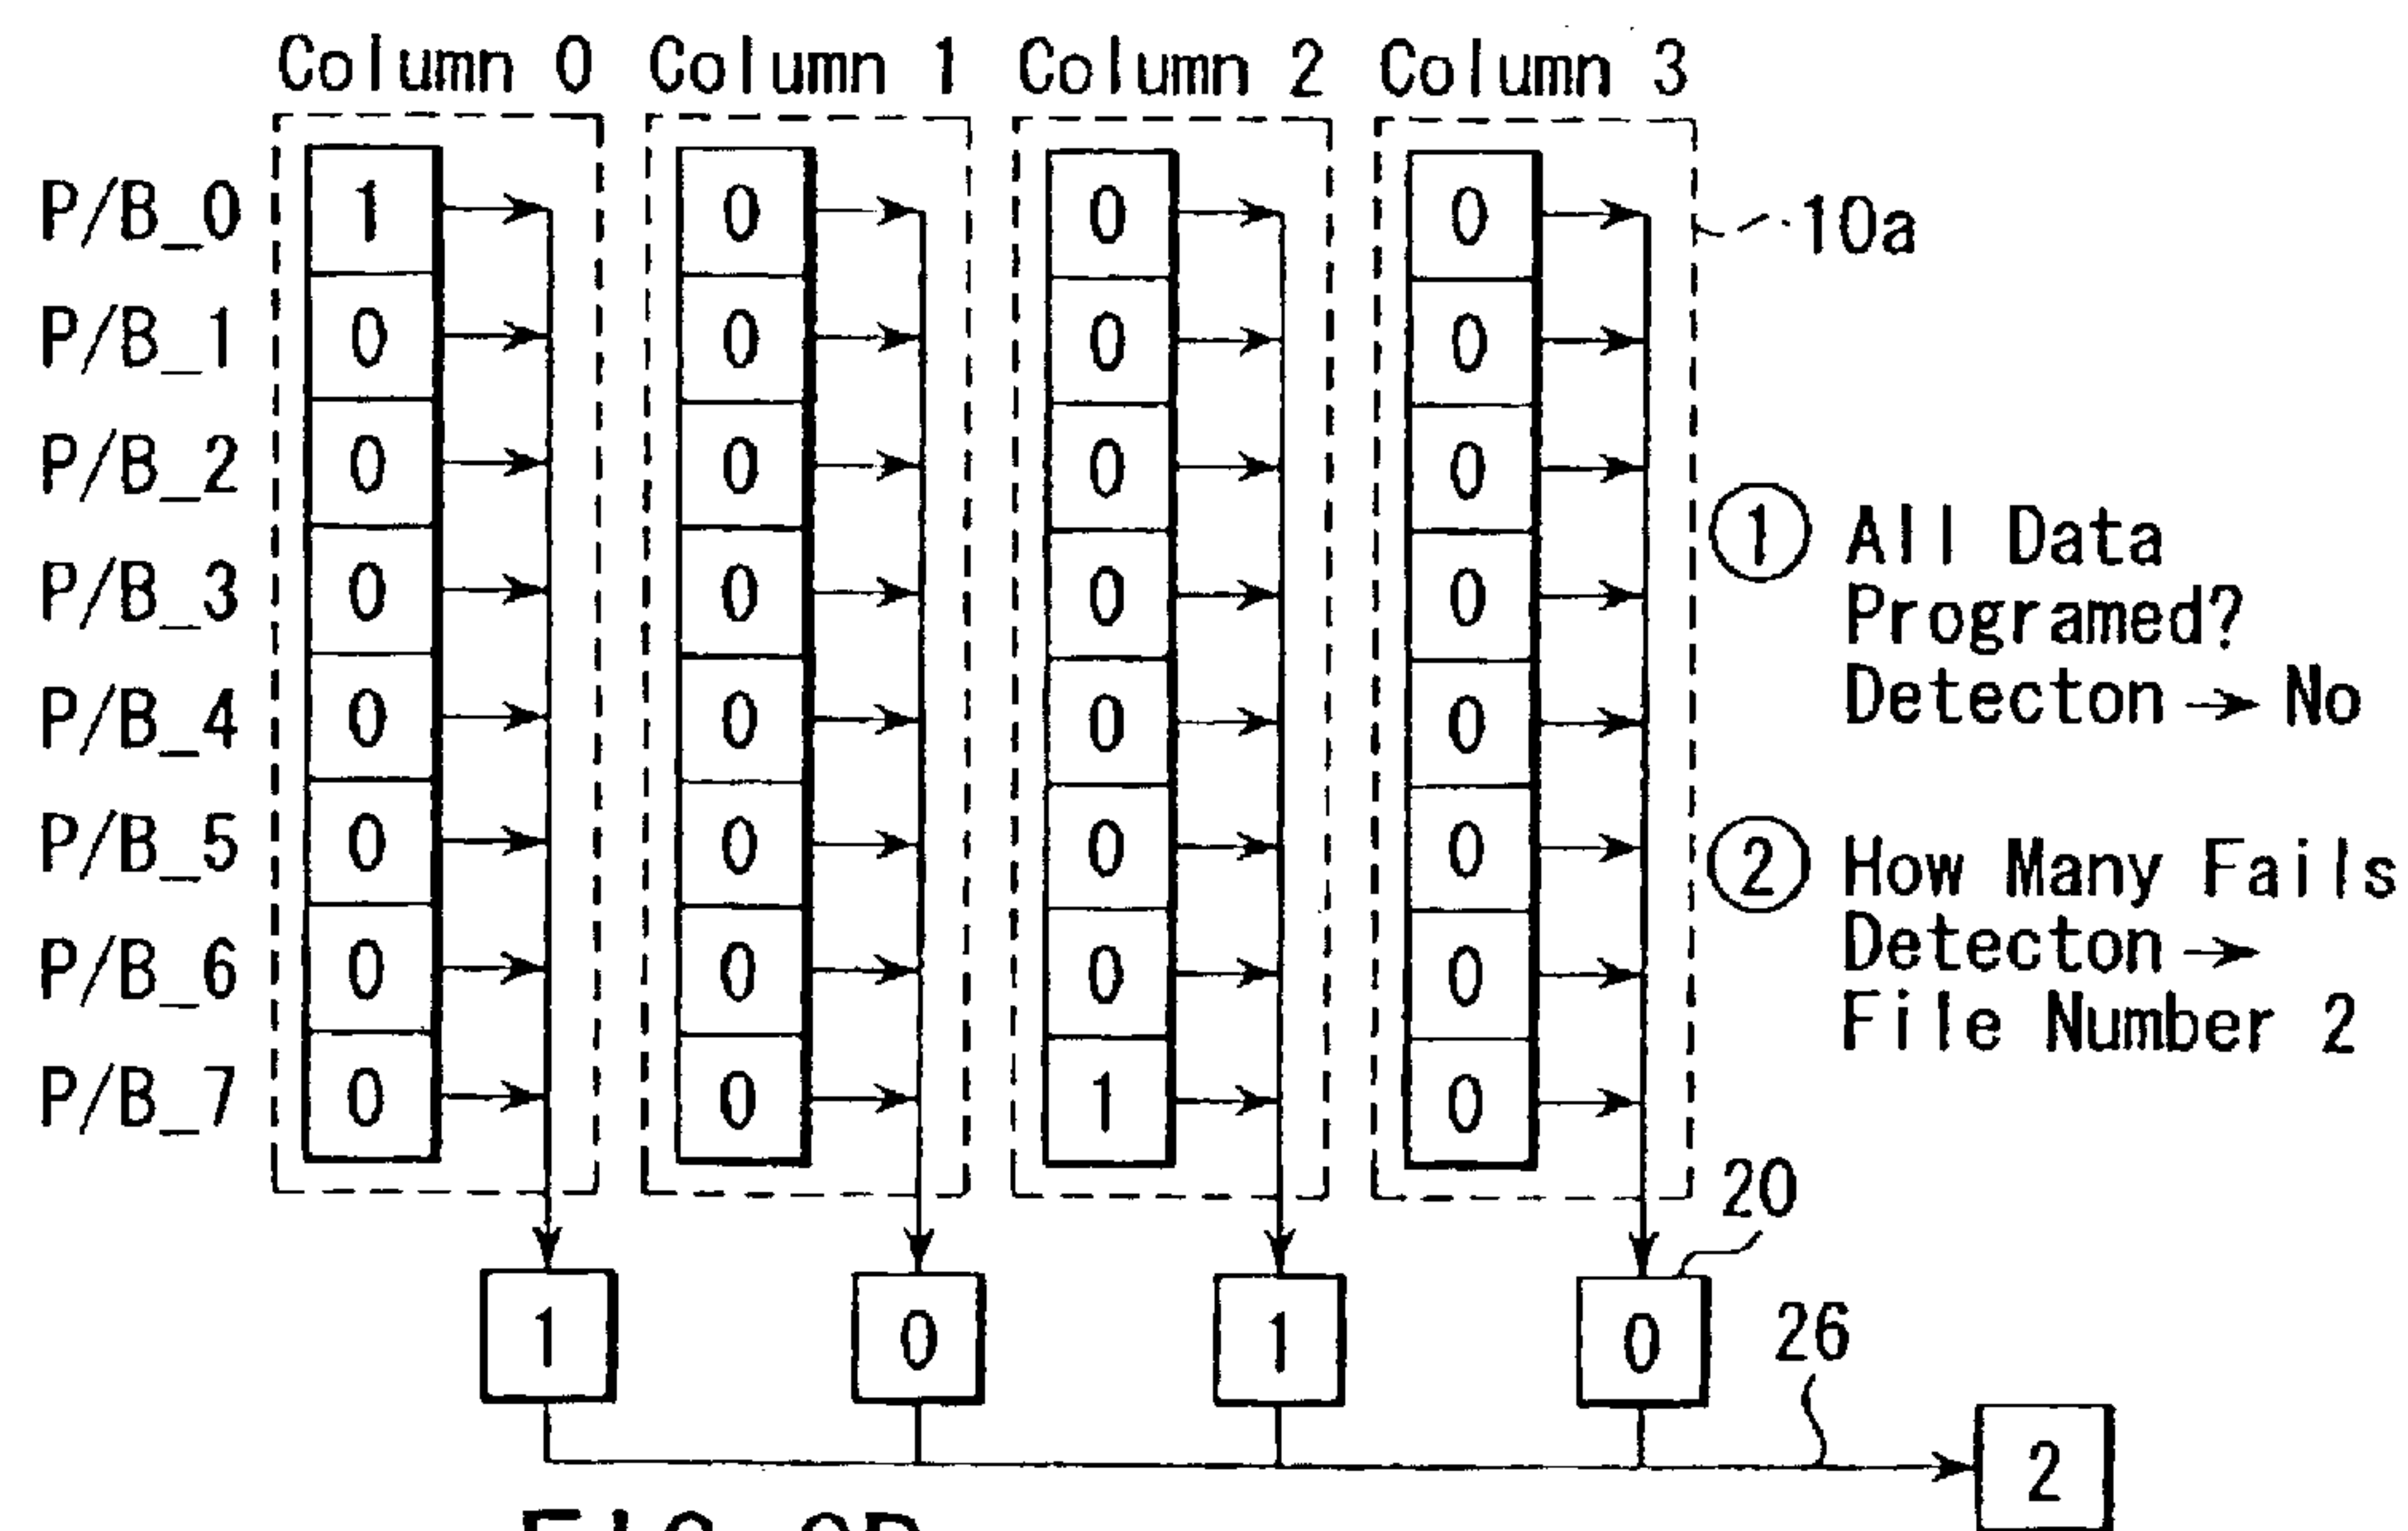 Column 0 Column 1 Column 2 Column 3
P/B_0 1 0 0 0 10a
P/B_1 0 0 0 0
P/B_2 0 0 0 0
P/B_3 0 0 0 0
P/B_4 0 0 0 0
P/B_5 0 0 0 0
P/B_6 0 0 0 0
P/B_7 0 0 1 0
① All Data
Programed?
Detecton → No
② How Many Fails
Detecton →
File Number 2
20
1 0 1 0
26
2